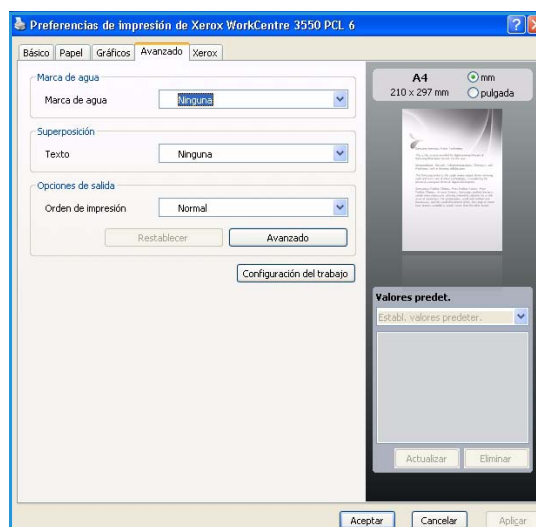 Preferencias de impresión de Xerox WorkCentre 3550 PCL 6
Básico Papel Gráficos Avanzado Xerox
Marca de agua
Marca de agua Ninguna
Superposición
Texto Ninguna
Opciones de salida
Orden de impresión Normal
Restablecer Avanzado
Configuración del trabajo
A4
210 x 297 mm
mm
pulgada
Valores predet.
Establ. valores predeter.
Actualizar Eliminar
Aceptar Cancelar Aplicar